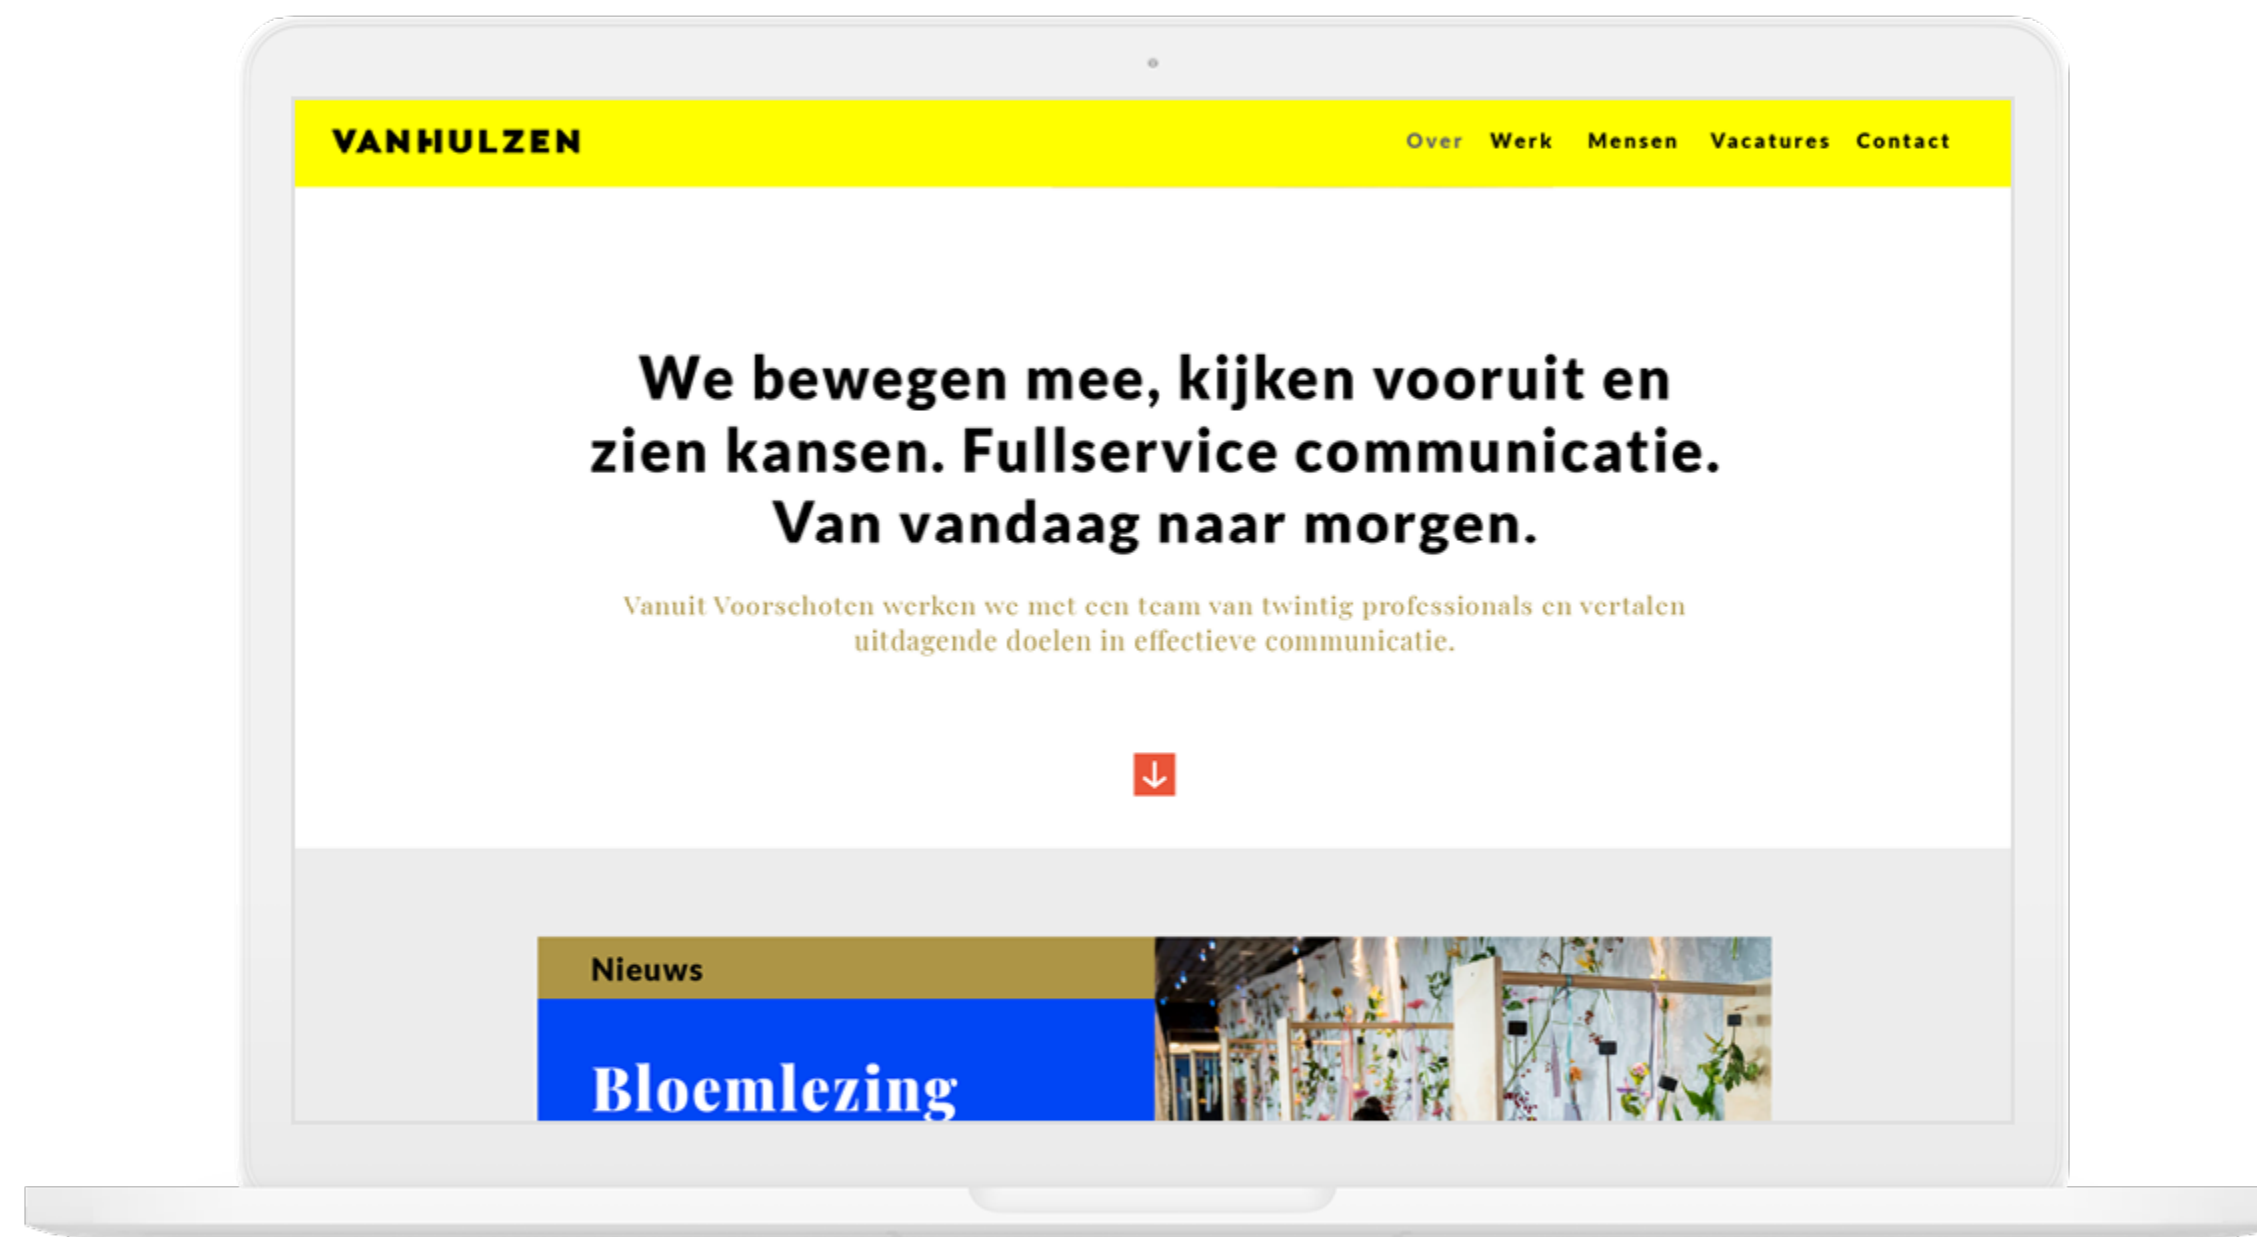 VANHULZEN
Over Werk Mensen Vacatures Contact
We bewegen mee, kijken vooruit en
zien kansen. Fullservice communicatie.
Van vandaag naar morgen.
Vanuit Voorschoten werken we met een team van twintig professionals en vertalen
uitdagende doelen in effectieve communicatie.
Nieuws
Bloemlezing